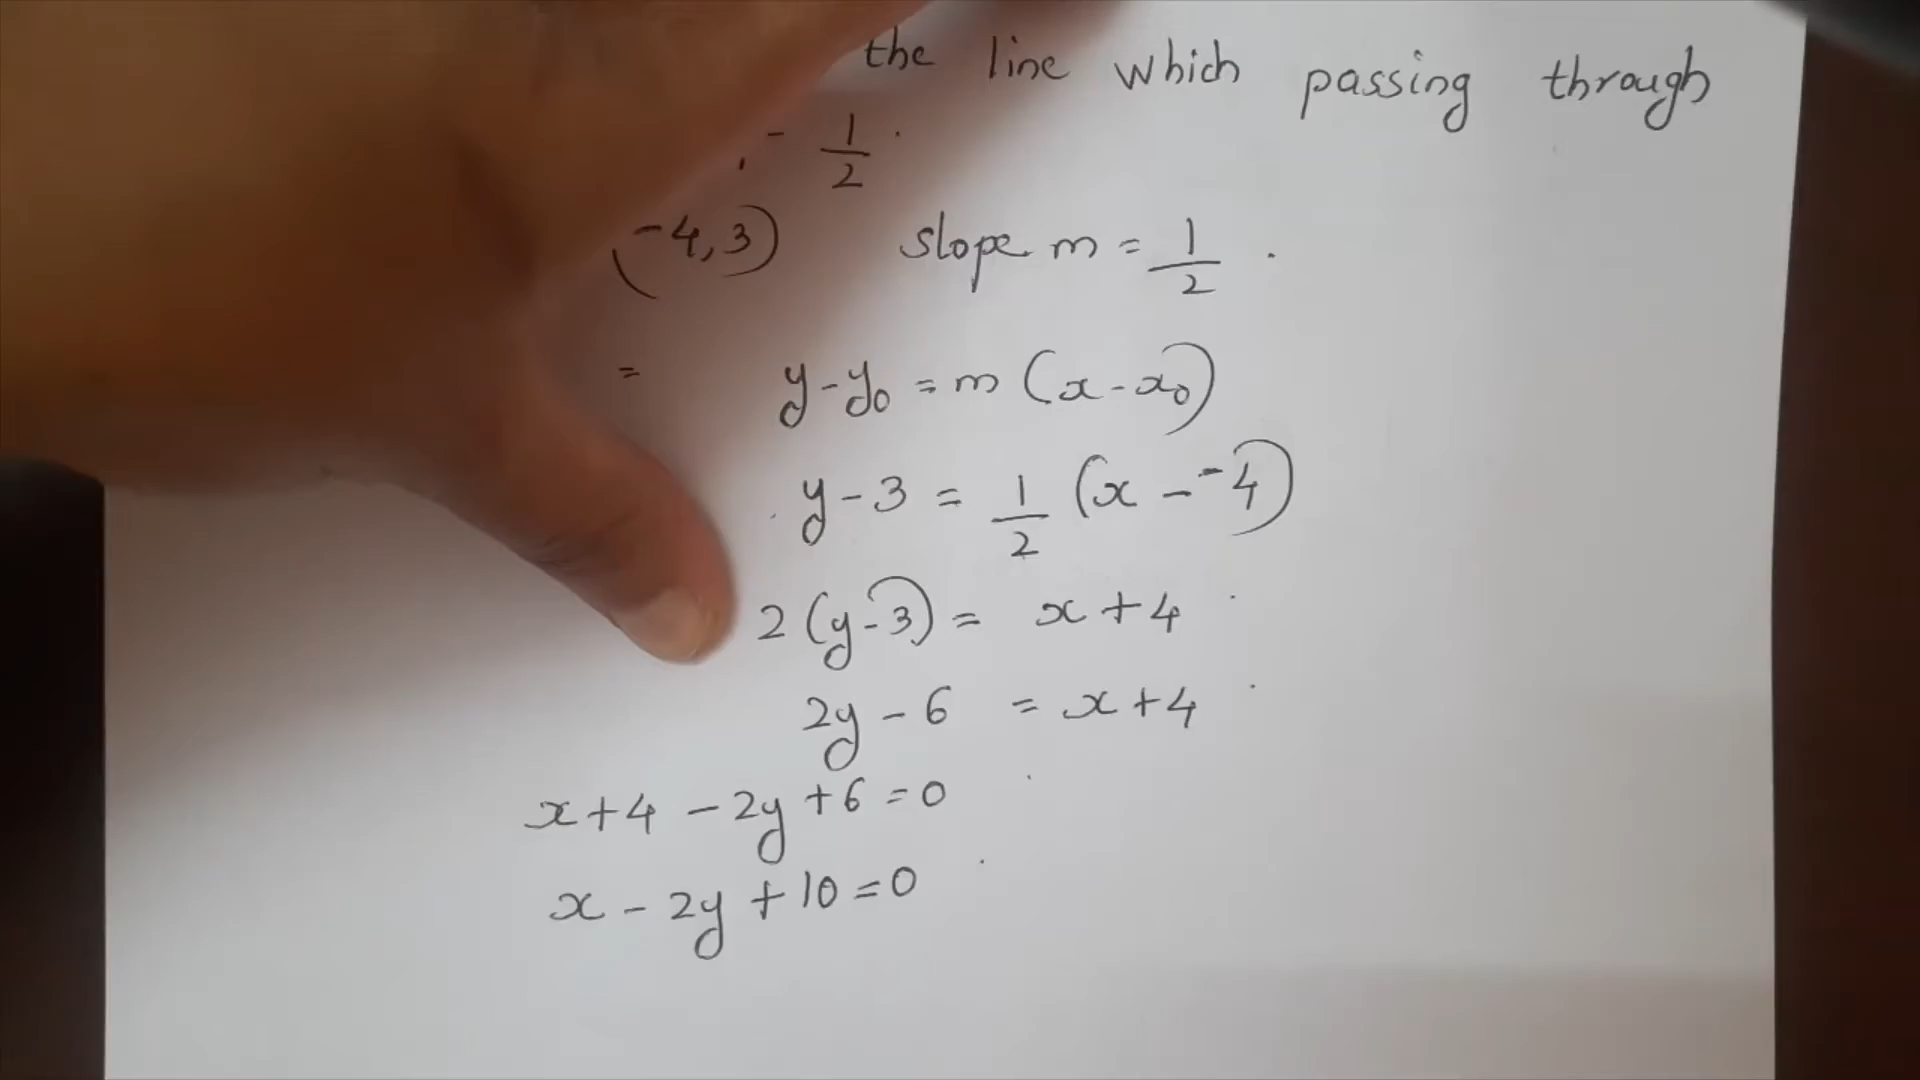 the line which passing through
= 1/2 .
(-4,3) slope m = 1/2 .
= y-y₀ = m (x-x₀)
y-3 = 1/2 (x - -4)
2 (y-3) = x+4
2y - 6 = x+4
x+4 - 2y +6 = 0
x - 2y + 10 = 0